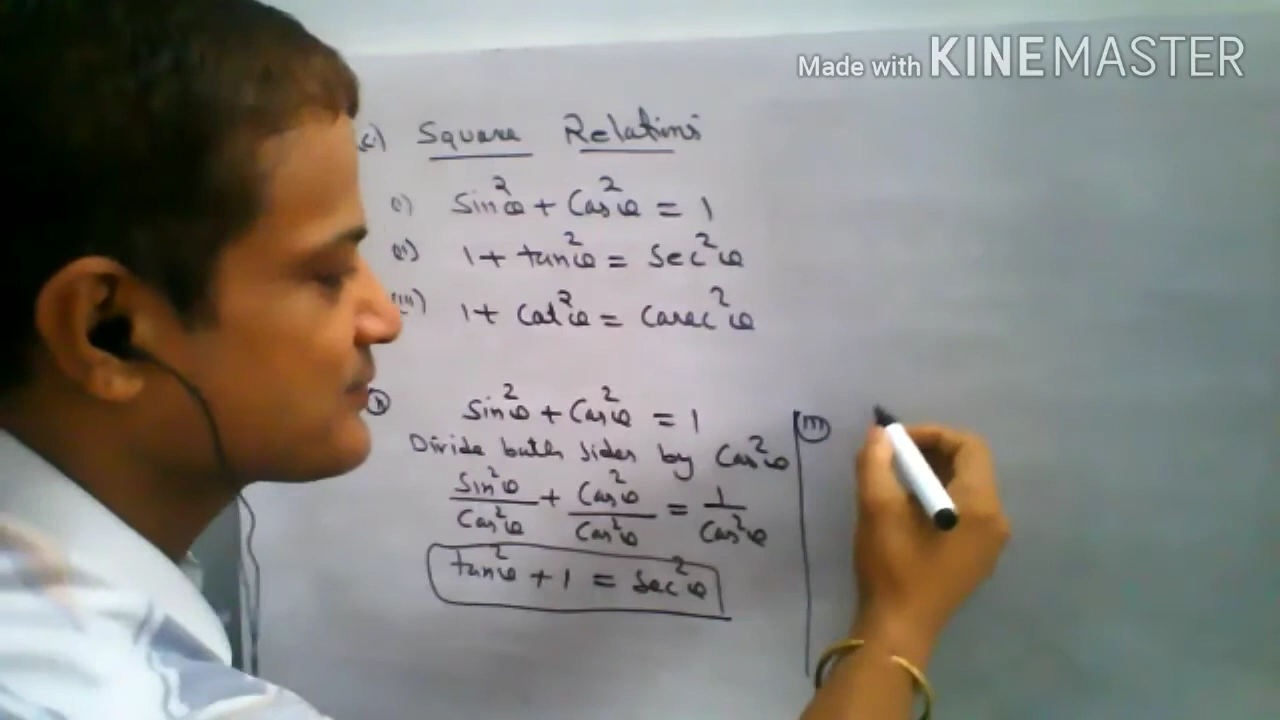 Made with KINEMASTER
(c) Square Relations
(i) Sin²θ + Cos²θ = 1
(ii) 1 + tan²θ = Sec²θ
(iii) 1 + Cot²θ = Cosec²θ
(ii) Sin²θ + Cos²θ = 1
Divide both sides by Cos²θ
Sin²θ/Cos²θ + Cos²θ/Cos²θ = 1/Cos²θ
tan²θ + 1 = Sec²θ
(iii)